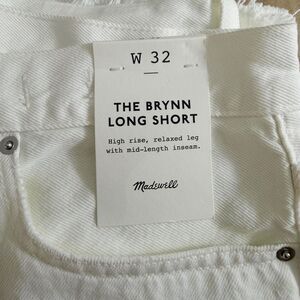 W 32
THE BRYNN
LONG SHORT
High rise, relaxed leg
with mid-length inseam.
Madewell